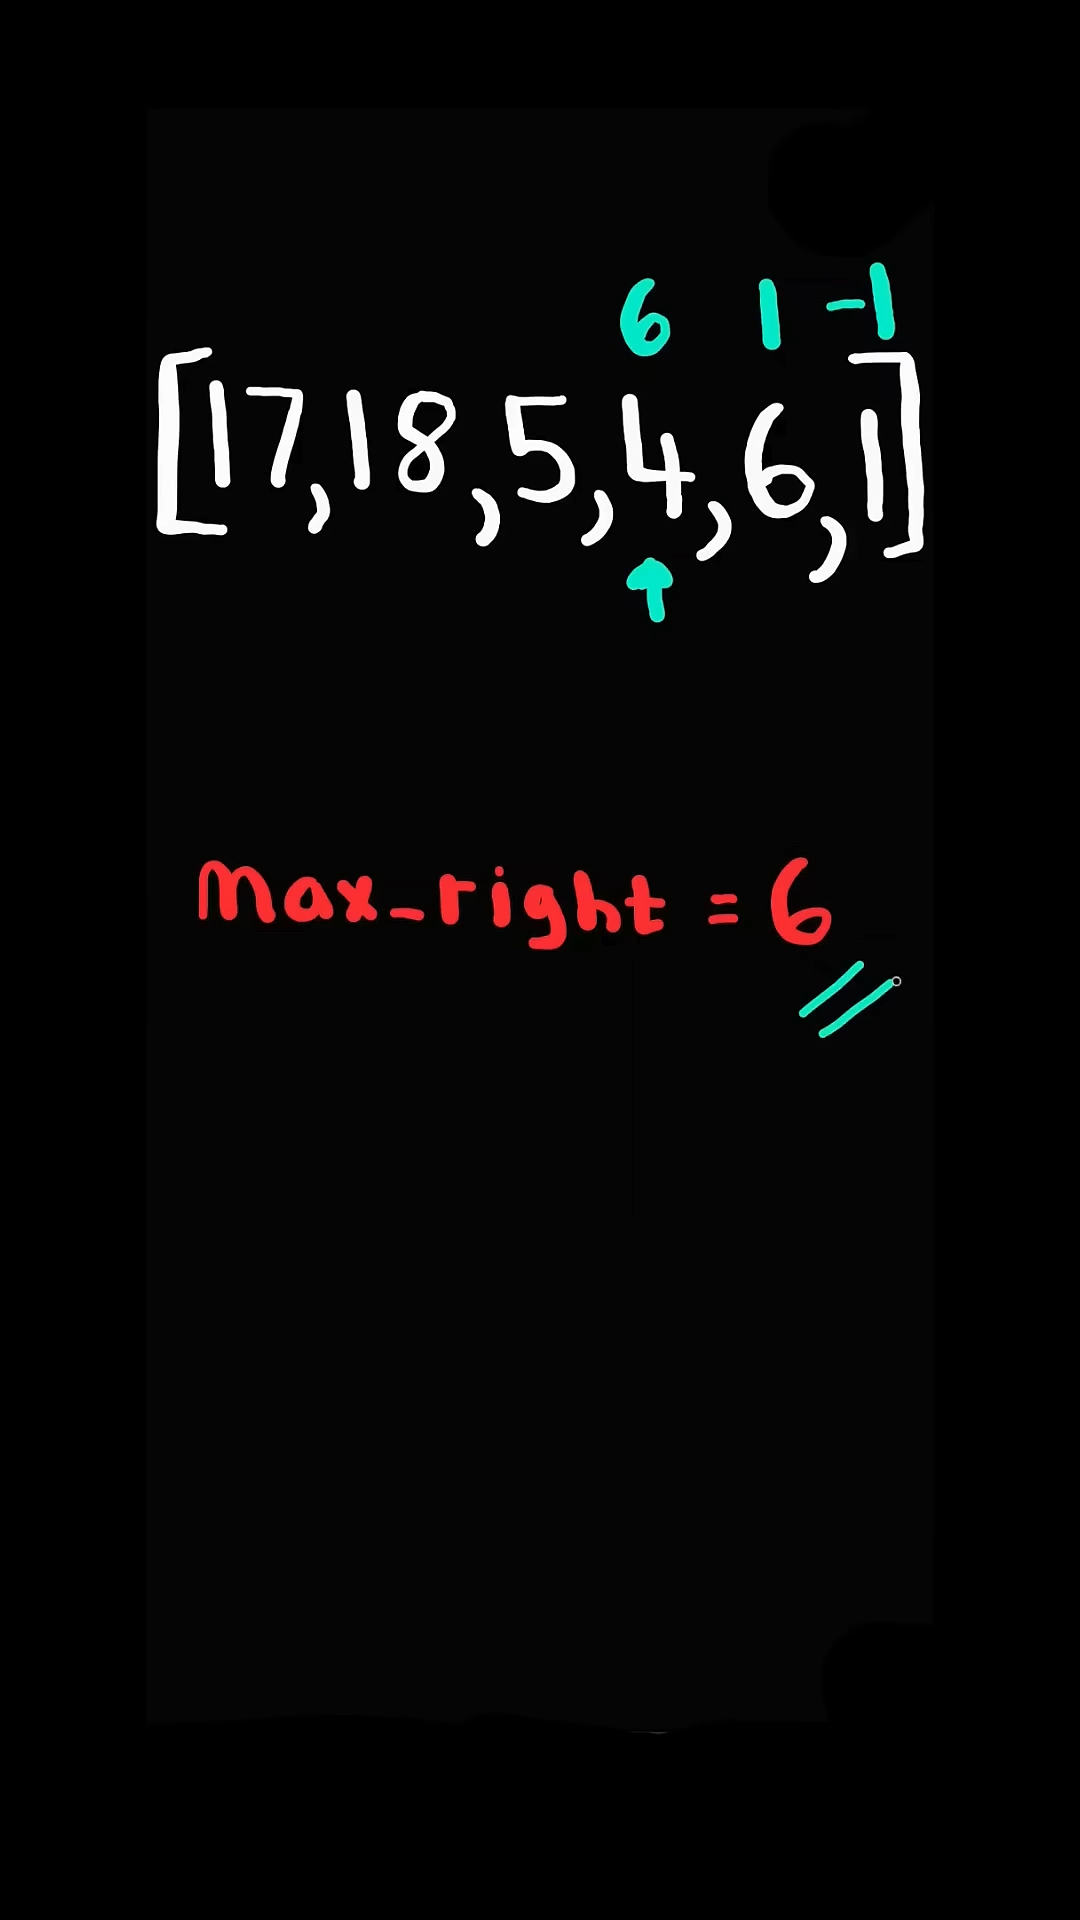 6 1 -1
[17,18,5,4,6,1]
max_right = 6